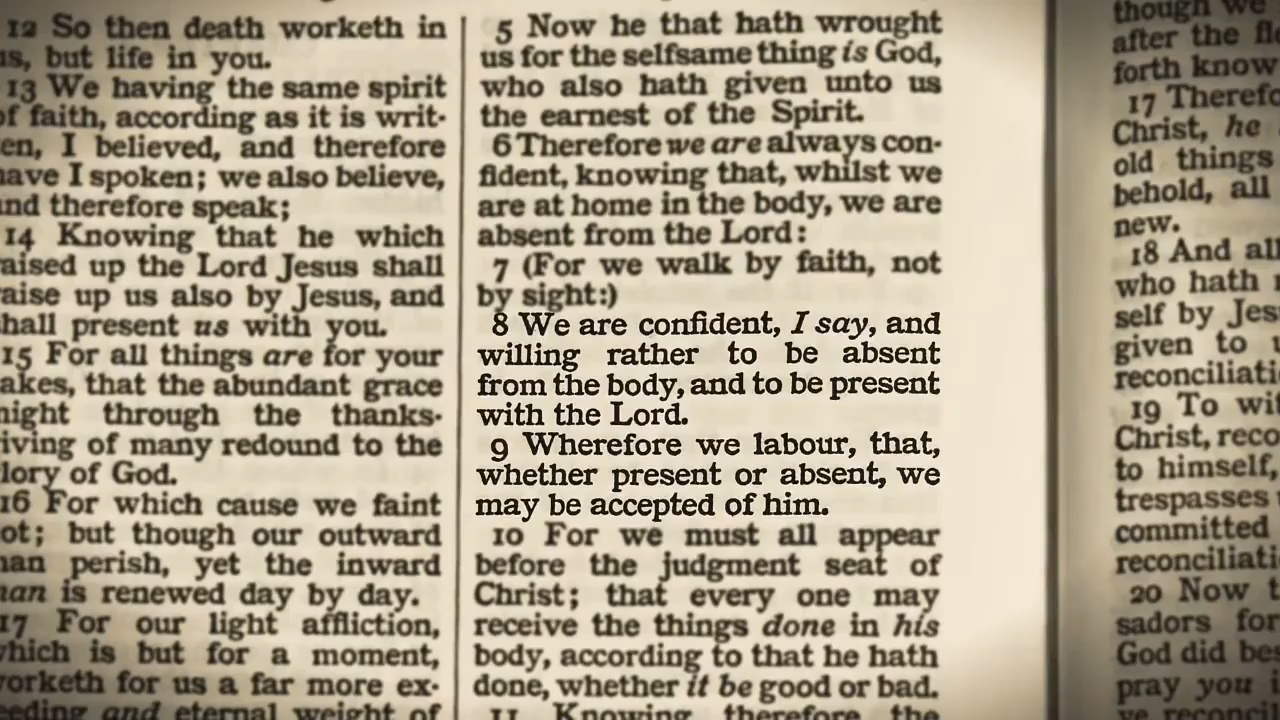 12 So then death worketh in
us, but life in you.
13 We having the same spirit
of faith, according as it is writ-
ten, I believed, and therefore
have I spoken; we also believe,
and therefore speak;
14 Knowing that he which
raised up the Lord Jesus shall
raise up us also by Jesus, and
shall present us with you.
15 For all things are for your
sakes, that the abundant grace
might through the thanks-
giving of many redound to the
glory of God.
16 For which cause we faint
not; but though our outward
man perish, yet the inward
man is renewed day by day.
17 For our light affliction,
which is but for a moment,
worketh for us a far more ex-
ceeding and eternal weight of
5 Now he that hath wrought
us for the selfsame thing is God,
who also hath given unto us
the earnest of the Spirit.
6 Therefore we are always con-
fident, knowing that, whilst we
are at home in the body, we are
absent from the Lord:
7 (For we walk by faith, not
by sight:)
8 We are confident, I say, and
willing rather to be absent
from the body, and to be present
with the Lord.
9 Wherefore we labour, that,
whether present or absent, we
may be accepted of him.
10 For we must all appear
before the judgment seat of
Christ; that every one may
receive the things done in his
body, according to that he hath
done, whether it be good or bad.
11 Knowing therefore the
though we
after the
forth know
17
Christ, he
old things
behold, all
new.
18 And all
who hath
self by
given to
19 To
Christ,
to himself,
trespasses
committed
20 Now
sadors for
God did
pray you
ye